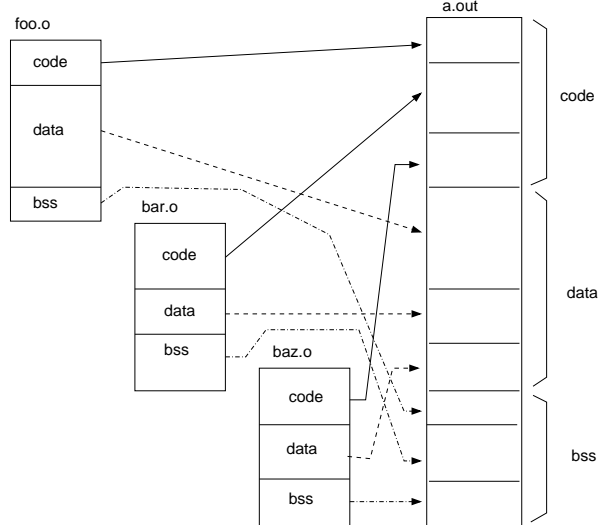 foo.o
code
data
bss
bar.o
code
data
bss
baz.o
code
data
bss
a.out
code
data
bss